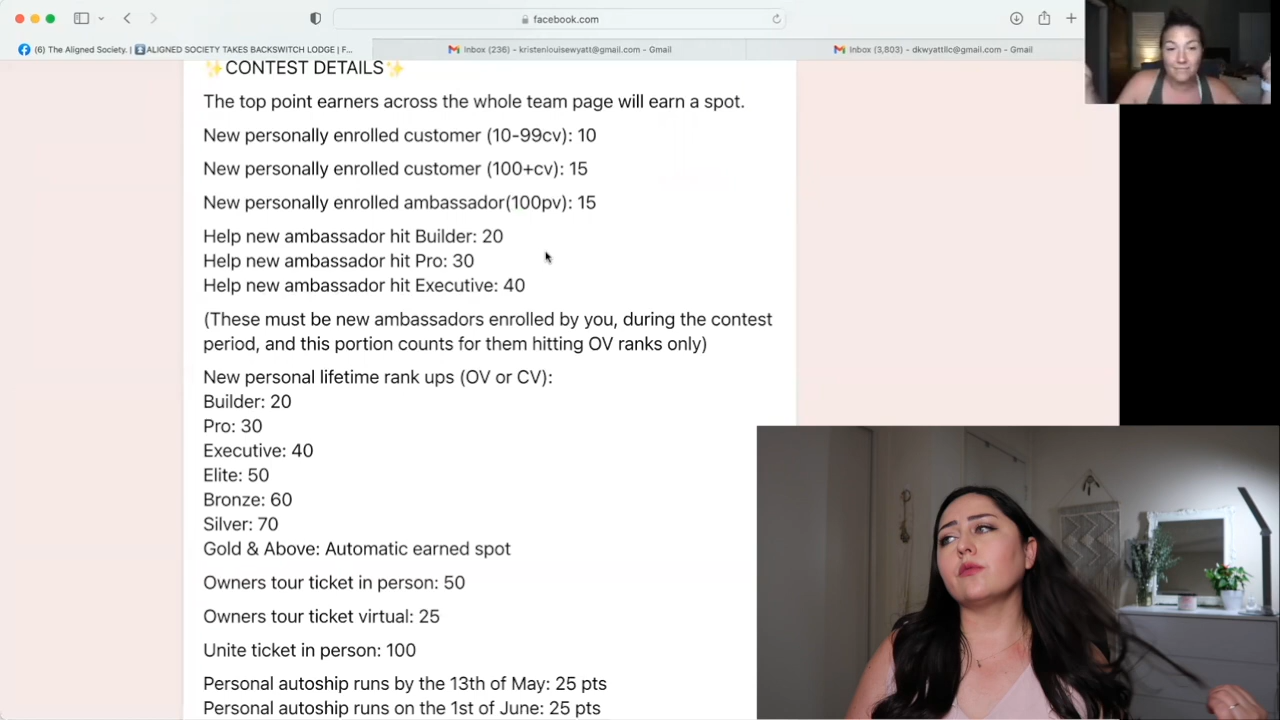 facebook.com
(6) The Aligned Society. | ⬇️ALIGNED SOCIETY TAKES BACKSWITCH LODGE | F...
Inbox (236) - kristenlouisewyatt@gmail.com - Gmail
Inbox (3,803) - dkwyattllc@gmail.com - Gmail
✨CONTEST DETAILS✨
The top point earners across the whole team page will earn a spot.
New personally enrolled customer (10-99cv): 10
New personally enrolled customer (100+cv): 15
New personally enrolled ambassador(100pv): 15
Help new ambassador hit Builder: 20
Help new ambassador hit Pro: 30
Help new ambassador hit Executive: 40
(These must be new ambassadors enrolled by you, during the contest
period, and this portion counts for them hitting OV ranks only)
New personal lifetime rank ups (OV or CV):
Builder: 20
Pro: 30
Executive: 40
Elite: 50
Bronze: 60
Silver: 70
Gold & Above: Automatic earned spot
Owners tour ticket in person: 50
Owners tour ticket virtual: 25
Unite ticket in person: 100
Personal autoship runs by the 13th of May: 25 pts
Personal autoship runs on the 1st of June: 25 pts